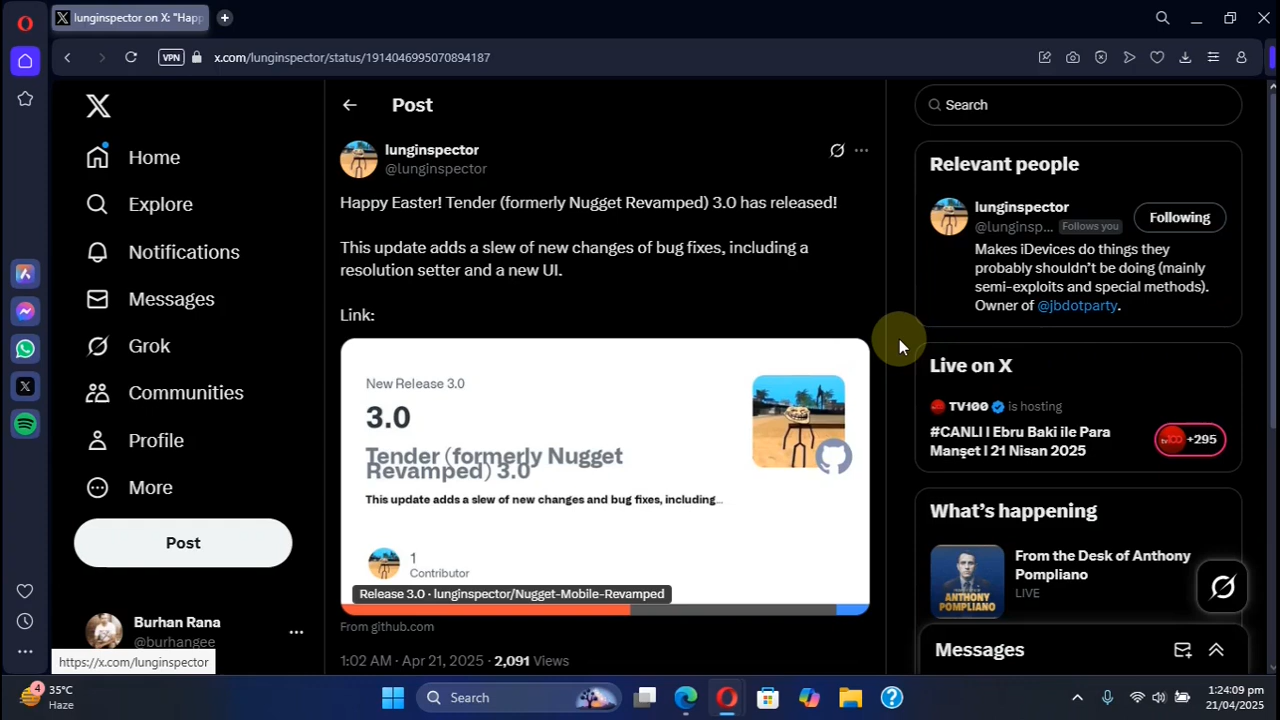 lunginspector on X: "Happ
VPN
x.com/lunginspector/status/1914046995070894187
Home
Explore
Notifications
Messages
Grok
Communities
Profile
More
Post
Burhan Rana
@burhangee
https://x.com/lunginspector
Post
lunginspector
@lunginspector
Happy Easter! Tender (formerly Nugget Revamped) 3.0 has released!
This update adds a slew of new changes of bug fixes, including a
resolution setter and a new UI.
Link:
New Release 3.0
3.0
Tender (formerly Nugget
Revamped) 3.0
This update adds a slew of new changes and bug fixes, including...
1
Contributor
Release 3.0 · lunginspector/Nugget-Mobile-Revamped
From github.com
1:02 AM · Apr 21, 2025 · 2,091 Views
Search
Relevant people
lunginspector
@lunginsp... Follows you
Following
Makes iDevices do things they
probably shouldn't be doing (mainly
semi-exploits and special methods).
Owner of @jbdotparty.
Live on X
TV100 is hosting
#CANLI I Ebru Baki ile Para
Manşet I 21 Nisan 2025
tv100
+295
What's happening
ANTHONY
POMPLIANO
From the Desk of Anthony
Pompliano
LIVE
Messages
4
35°C
Haze
Search
1:24:09 pm
21/04/2025